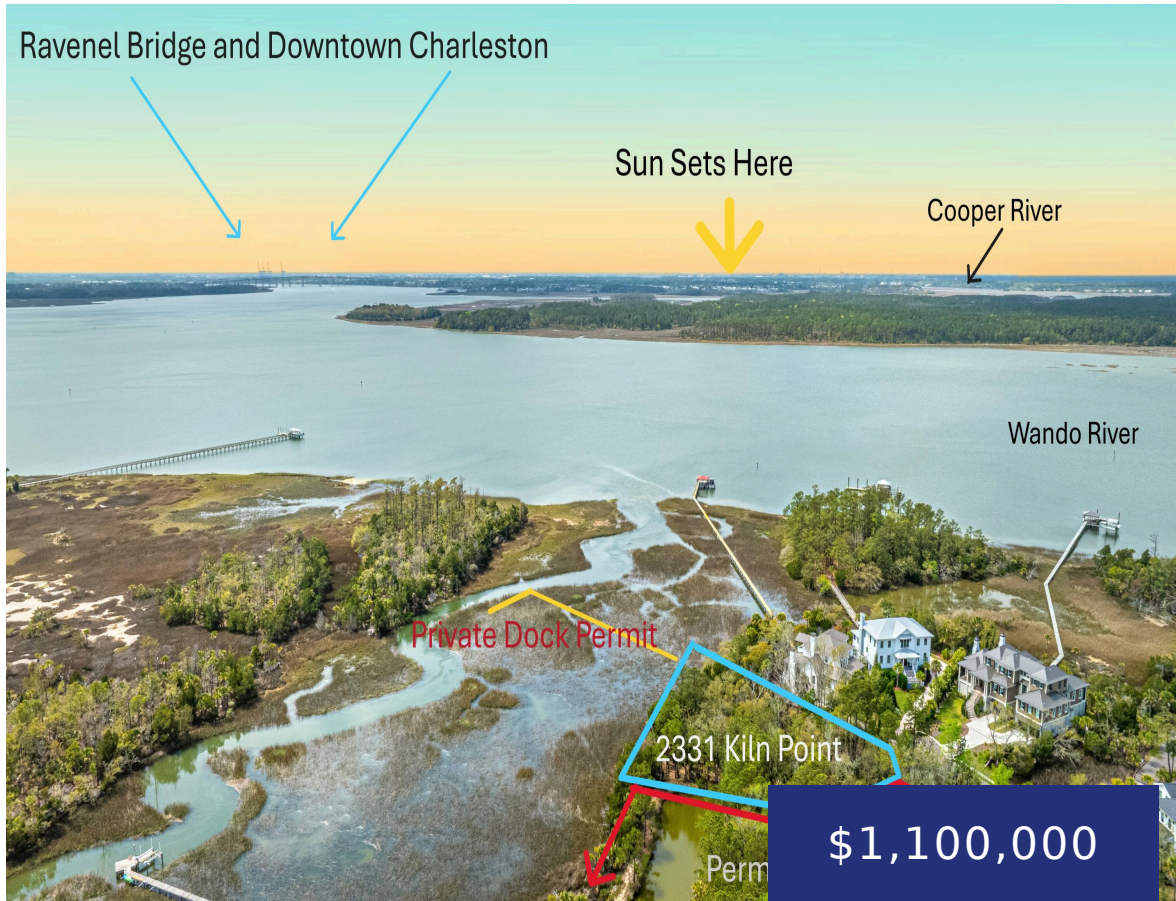 Ravenel Bridge and Downtown Charleston
Sun Sets Here
Cooper River
Wando River
Private Dock Permit
2331 Kiln Point
$1,100,000